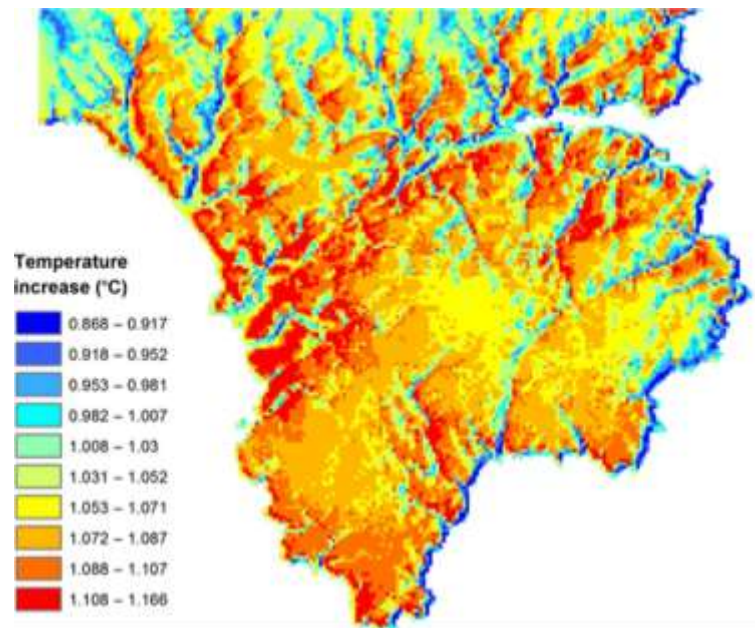 Temperature
increase (°C)
0.868 – 0.917
0.918 – 0.952
0.953 – 0.981
0.982 – 1.007
1.008 – 1.03
1.031 – 1.052
1.053 – 1.071
1.072 – 1.087
1.088 – 1.107
1.108 – 1.166